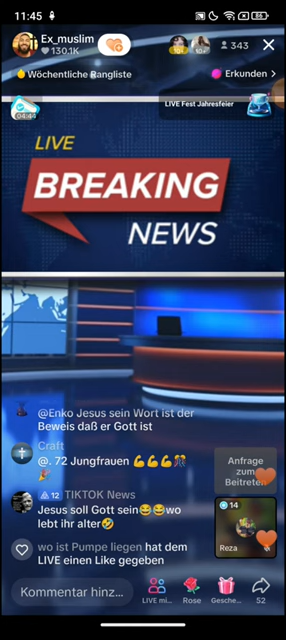 11:45
86
Ex_muslim
130.1K
10+
10+
343
Wöchentliche Rangliste
Erkunden >
04:44
LIVE Fest Jahresfeier
LIVE
BREAKING
NEWS
@Enko Jesus sein Wort ist der
Beweis daß er Gott ist
Craft
@. 72 Jungfrauen 💪💪💪🎊
🎉
12 TIKTOK News
Jesus soll Gott sein😂😂wo
lebt ihr alter🤣
wo ist Pumpe liegen hat dem
LIVE einen Like gegeben
Anfrage
zum
Beitreten
14
Reza
Kommentar hinz...
LIVE mi...
Rose
Gesche...
52